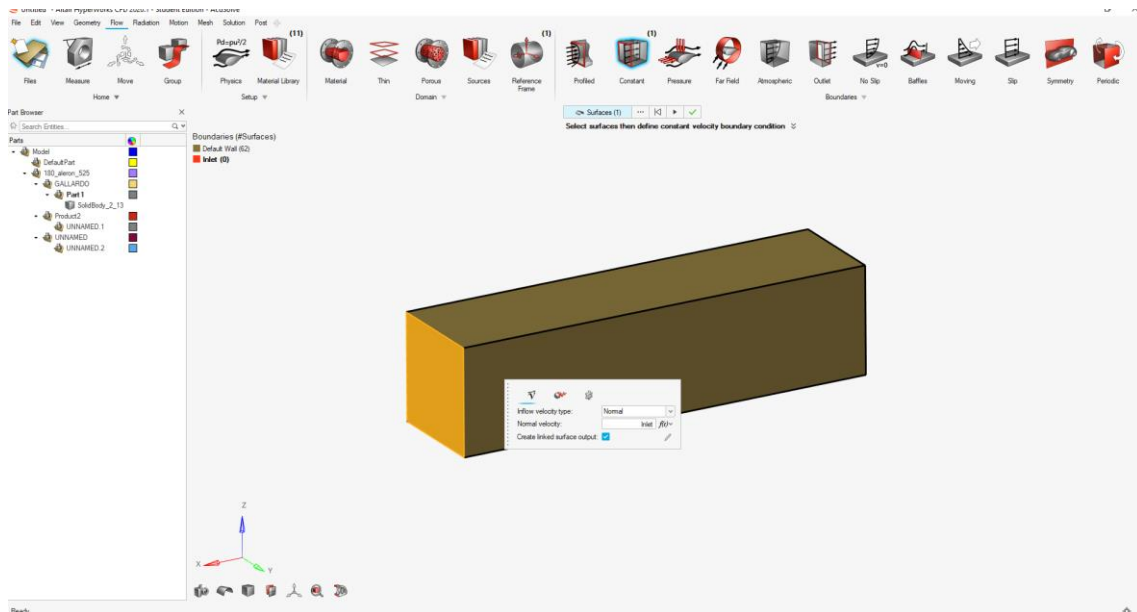 Untitled* - Altair HyperWorks CFD 2026.1 - Student Edition - AcuSolve
File Edit View Geometry Flow Radiation Motion Mesh Solution Post
Pd=ρu²/2 (11) (1) (1) v=0
Files Measure Move Group Physics Material Library Material Thin Porous Sources Reference Frame Profiled Constant Pressure Far Field Atmospheric Outlet No Slip Baffles Moving Slip Symmetry Periodic
Home Setup Domain Boundaries
Part Browser
Surfaces (1)
Search Entities...
Select surfaces then define constant velocity boundary condition
Parts
Boundaries (#Surfaces)
Model
Default Wall (62)
DefaultPart
Inlet (0)
180_aleron_525
GALLARDO
Part1
SolidBody_2_13
Product2
UNNAMED.1
UNNAMED
UNNAMED.2
Inflow velocity type: Normal
Normal velocity: Inlet f(x)
Create linked surface output:
Z
X
Y
Ready